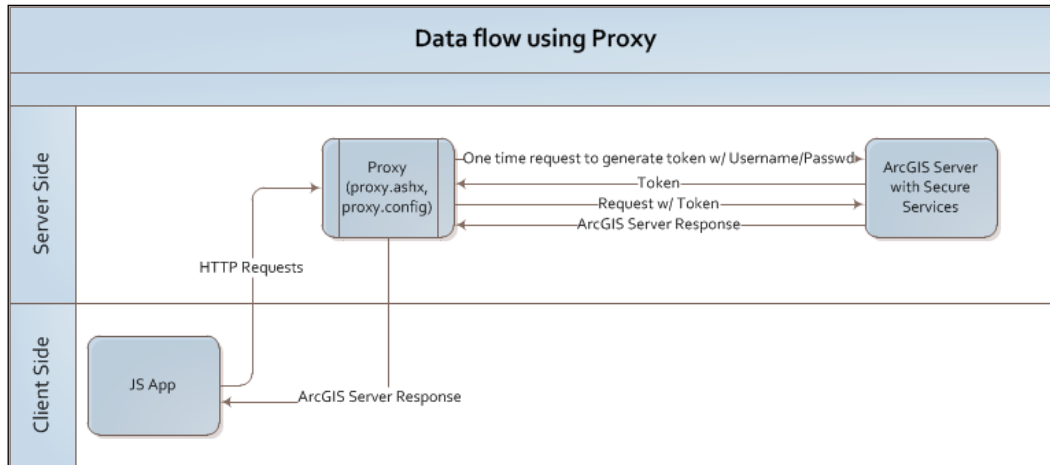 Data flow using Proxy
Server Side
Proxy
(proxy.ashx,
proxy.config)
One time request to generate token w/ Username/Passwd
Token
Request w/ Token
ArcGIS Server Response
ArcGIS Server
with Secure
Services
HTTP Requests
Client Side
JS App
ArcGIS Server Response